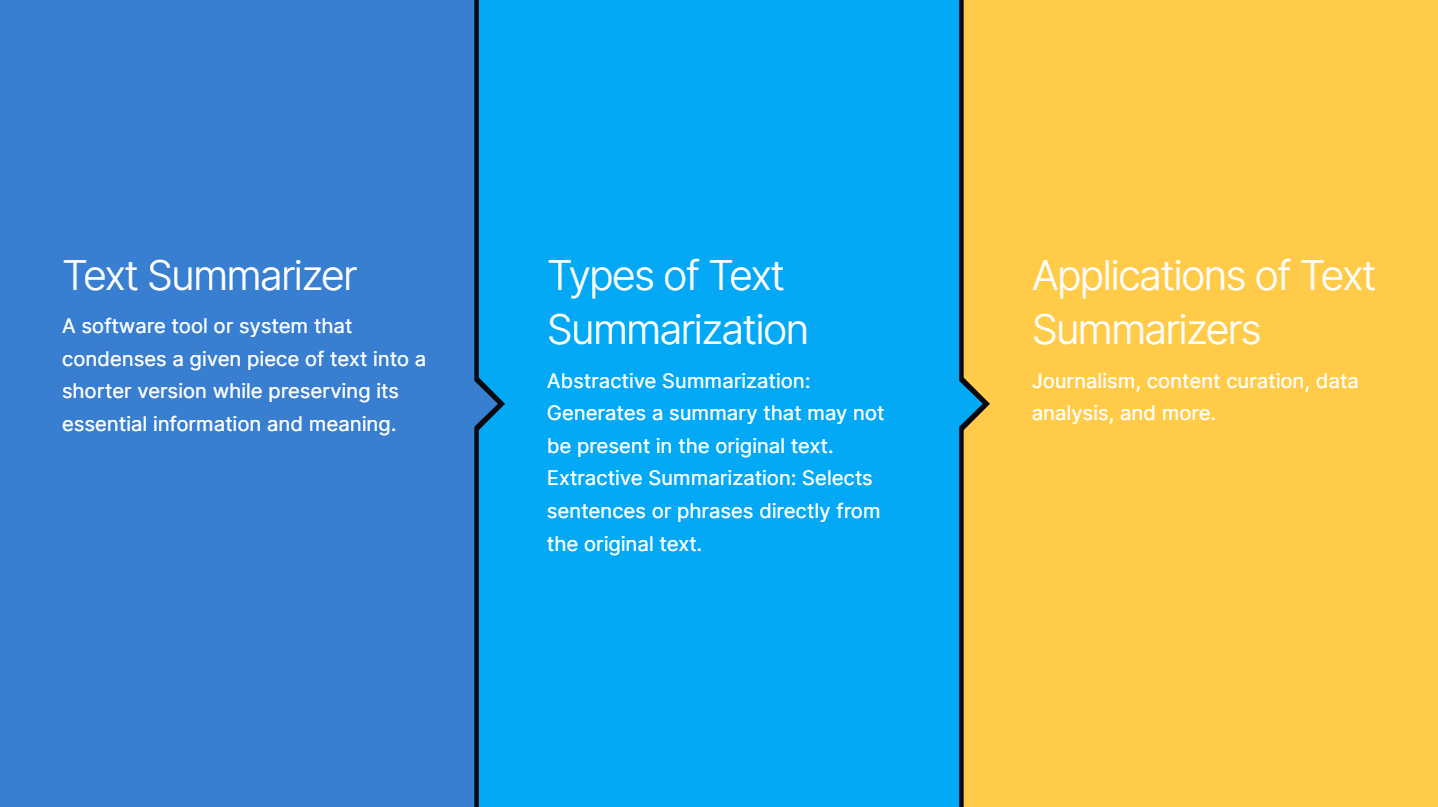 Text Summarizer
A software tool or system that
condenses a given piece of text into a
shorter version while preserving its
essential information and meaning.
Types of Text
Summarization
Abstractive Summarization:
Generates a summary that may not
be present in the original text.
Extractive Summarization: Selects
sentences or phrases directly from
the original text.
Applications of Text
Summarizers
Journalism, content curation, data
analysis, and more.